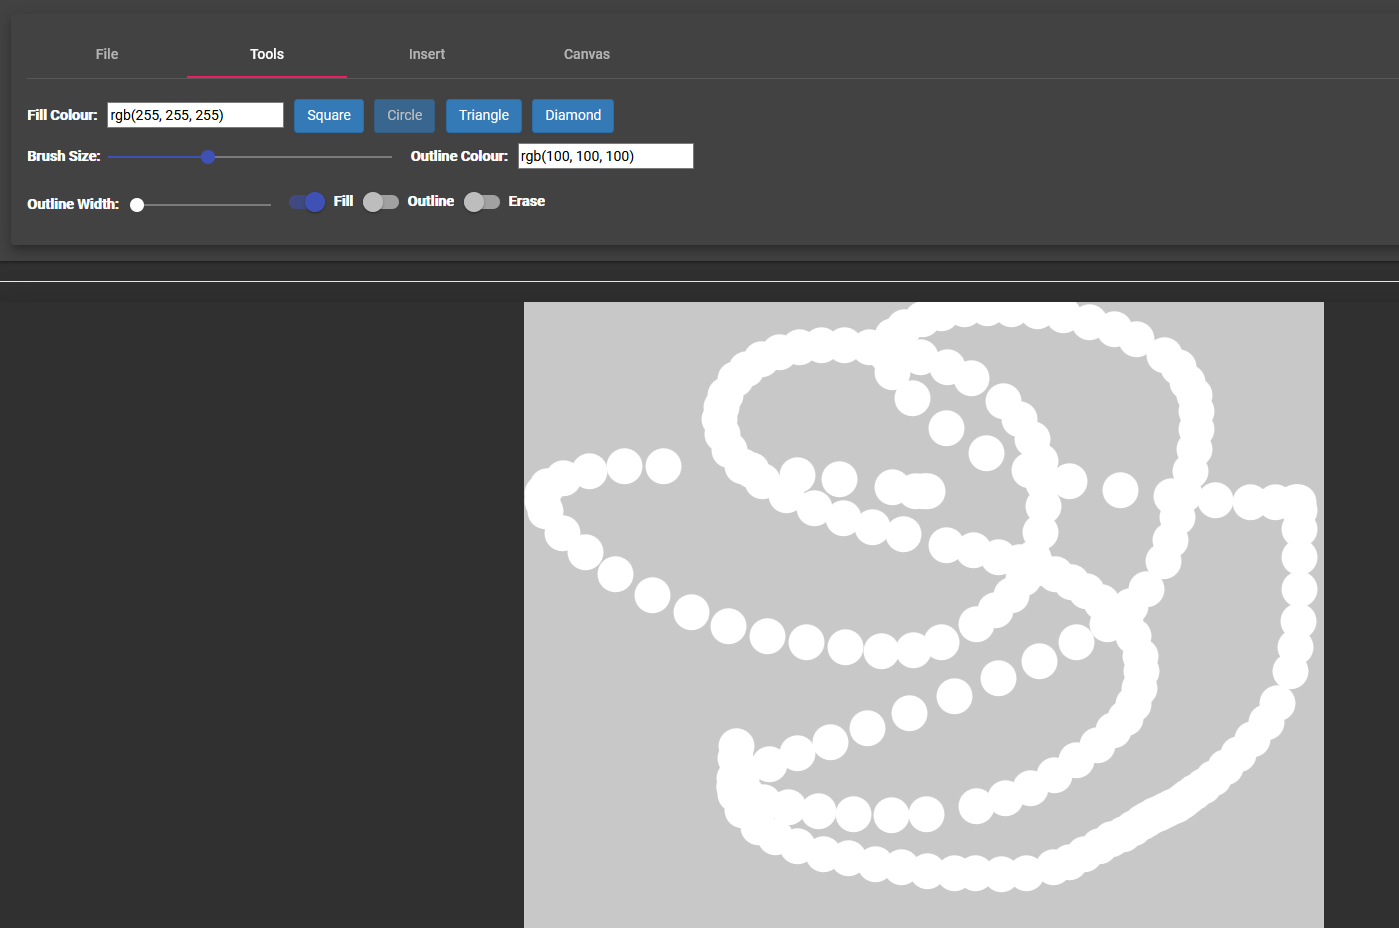 File Tools Insert Canvas
Fill Colour: rgb(255, 255, 255) Square Circle Triangle Diamond
Brush Size: Outline Colour: rgb(100, 100, 100)
Outline Width: Fill Outline Erase